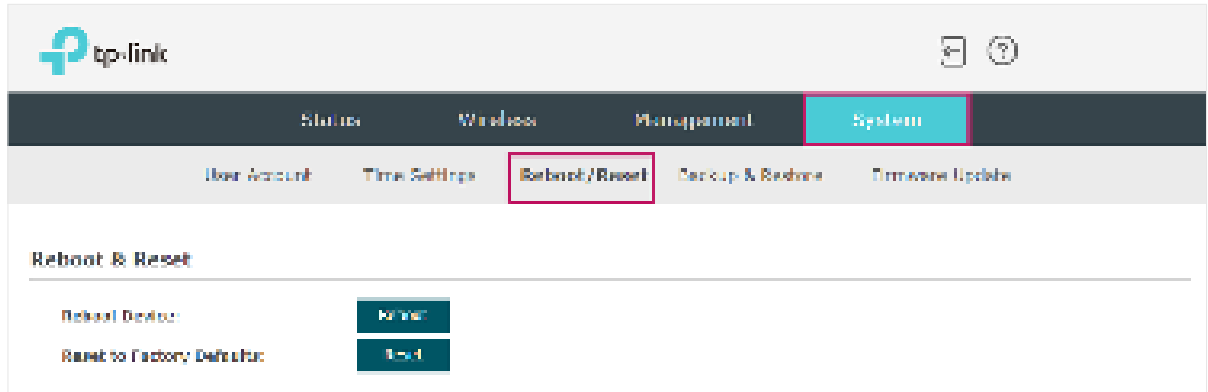 tp-link
Status Wireless Management System
User Account Time Settings Reboot/Reset Backup & Restore Firmware Update
Reboot & Reset
Reboot Device: Reboot
Reset to Factory Defaults: Reset